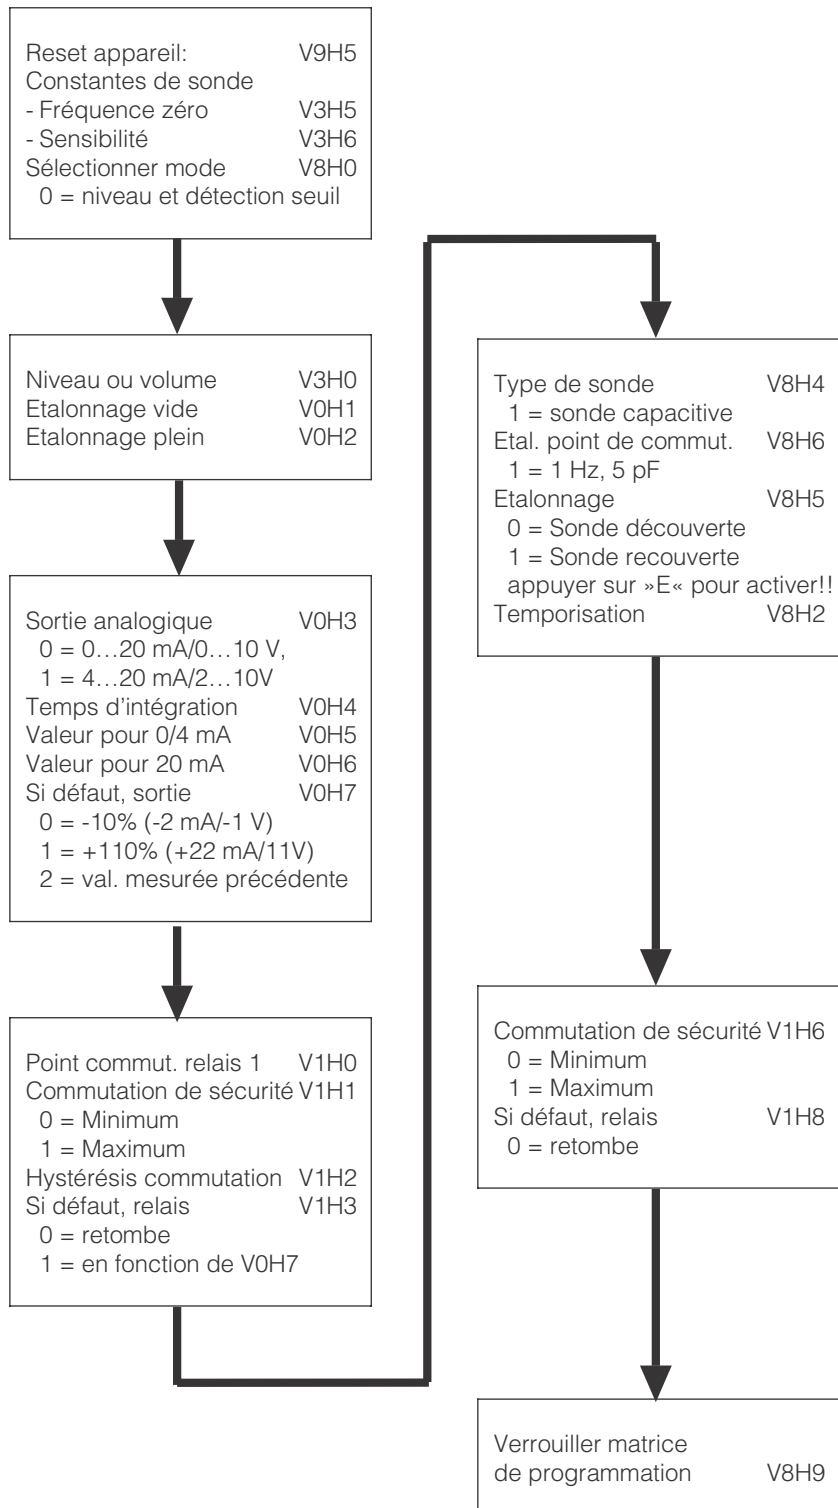 Reset appareil: V9H5
Constantes de sonde
- Fréquence zéro V3H5
- Sensibilité V3H6
Sélectionner mode V8H0
0 = niveau et détection seuil
Niveau ou volume V3H0
Etalonnage vide V0H1
Etalonnage plein V0H2
Sortie analogique V0H3
0 = 0…20 mA/0…10 V,
1 = 4…20 mA/2…10V
Temps d'intégration V0H4
Valeur pour 0/4 mA V0H5
Valeur pour 20 mA V0H6
Si défaut, sortie V0H7
0 = -10% (-2 mA/-1 V)
1 = +110% (+22 mA/11V)
2 = val. mesurée précédente
Point commut. relais 1 V1H0
Commutation de sécurité V1H1
0 = Minimum
1 = Maximum
Hystérésis commutation V1H2
Si défaut, relais V1H3
0 = retombe
1 = en fonction de V0H7
Type de sonde V8H4
1 = sonde capacitive
Etal. point de commut. V8H6
1 = 1 Hz, 5 pF
Etalonnage V8H5
0 = Sonde découverte
1 = Sonde recouverte
appuyer sur »E« pour activer!!
Temporisation V8H2
Commutation de sécurité V1H6
0 = Minimum
1 = Maximum
Si défaut, relais V1H8
0 = retombe
Verrouiller matrice
de programmation V8H9